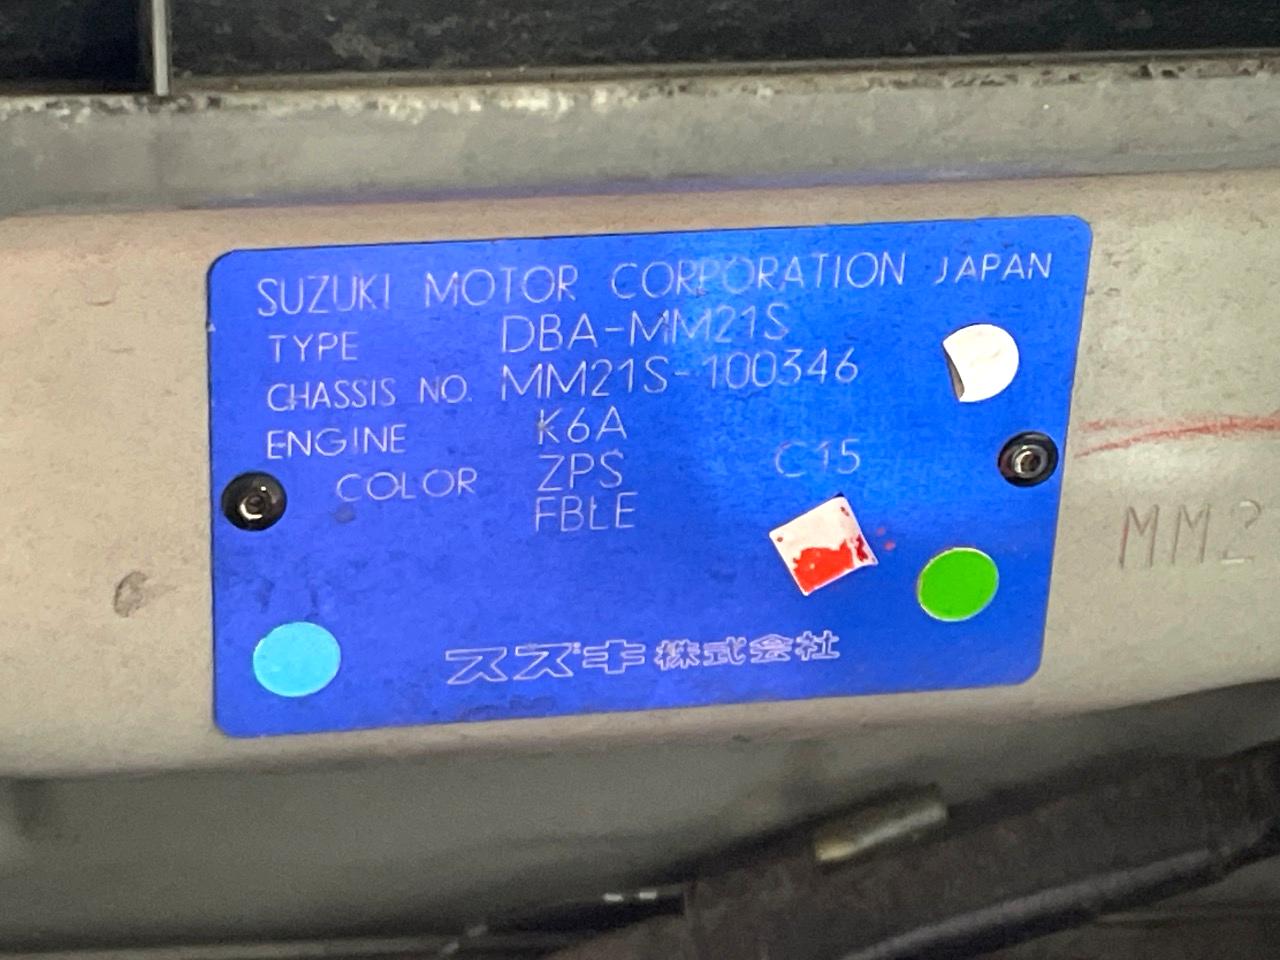 SUZUKI MOTOR CORPORATION JAPAN
TYPE DBA-MM21S
CHASSIS NO. MM21S-100346
ENGINE K6A
COLOR ZPS C15
FBLE
スズキ株式会社
MM2